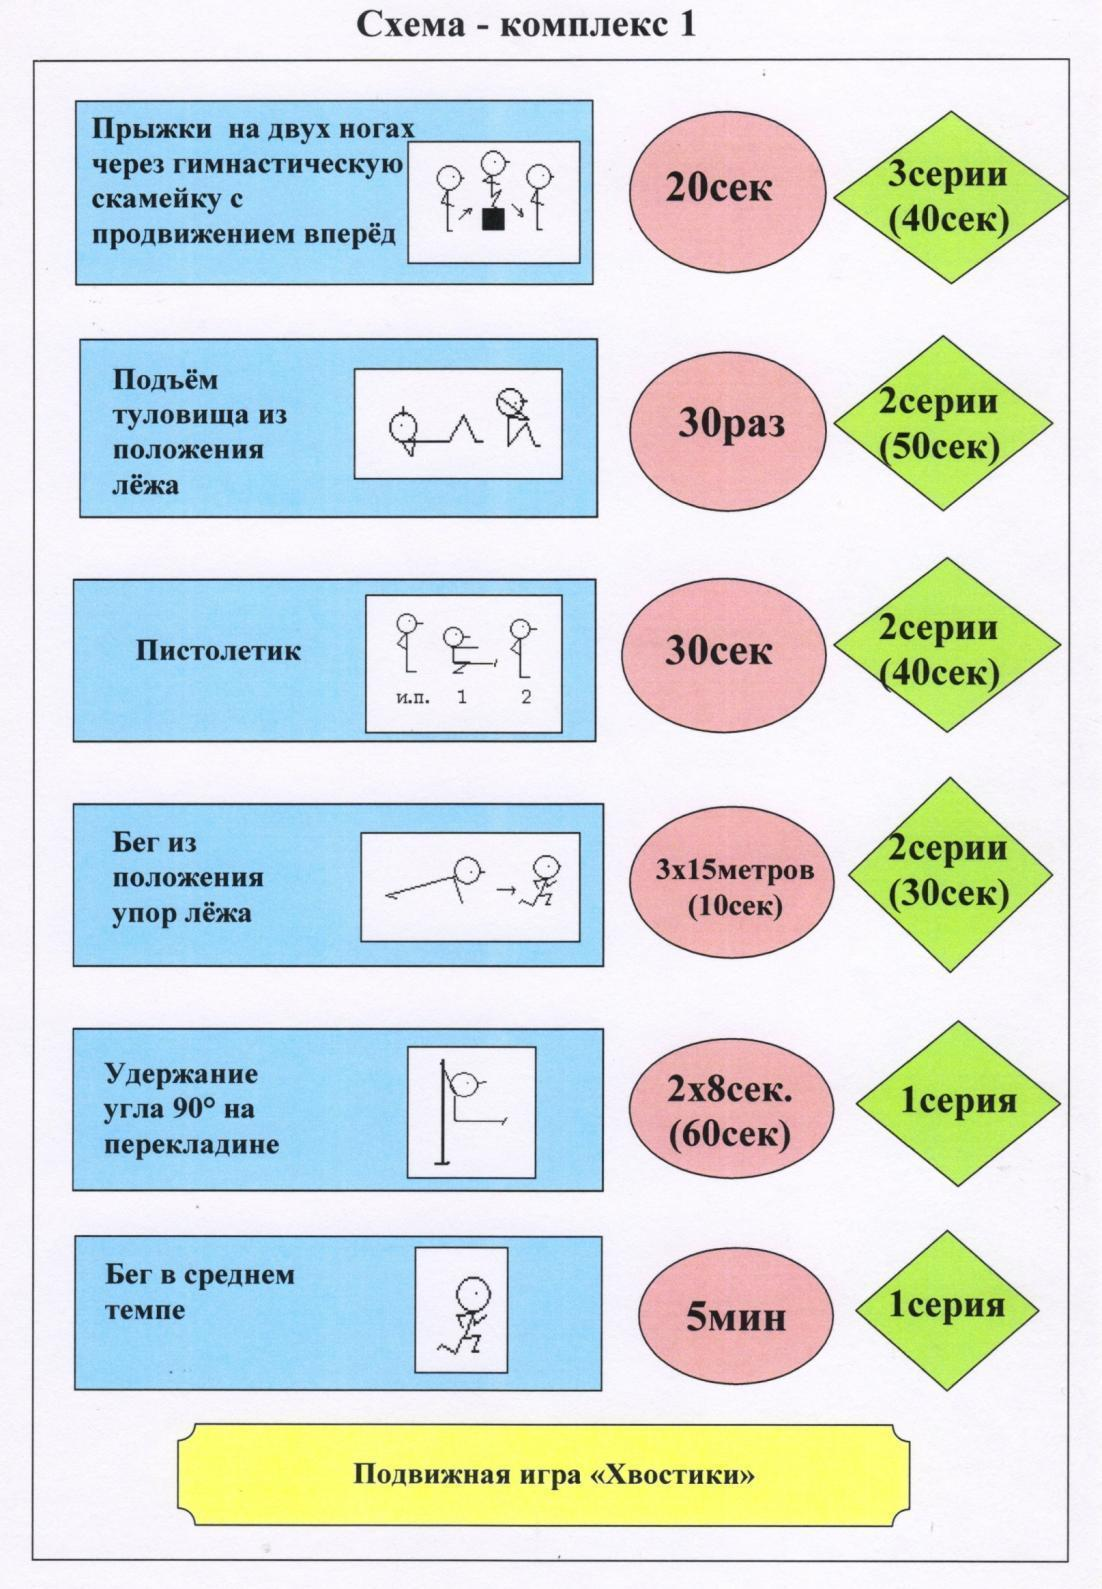 Схема - комплекс 1
Прыжки на двух ногах
через гимнастическую
скамейку с
продвижением вперёд
20сек
3серии
(40сек)
Подъём
туловища из
положения
лёжа
30раз
2серии
(50сек)
Пистолетик
и.п. 1 2
30сек
2серии
(40сек)
Бег из
положения
упор лёжа
3х15метров
(10сек)
2серии
(30сек)
Удержание
угла 90° на
перекладине
2х8сек.
(60сек)
1серия
Бег в среднем
темпе
5мин
1серия
Подвижная игра «Хвостики»